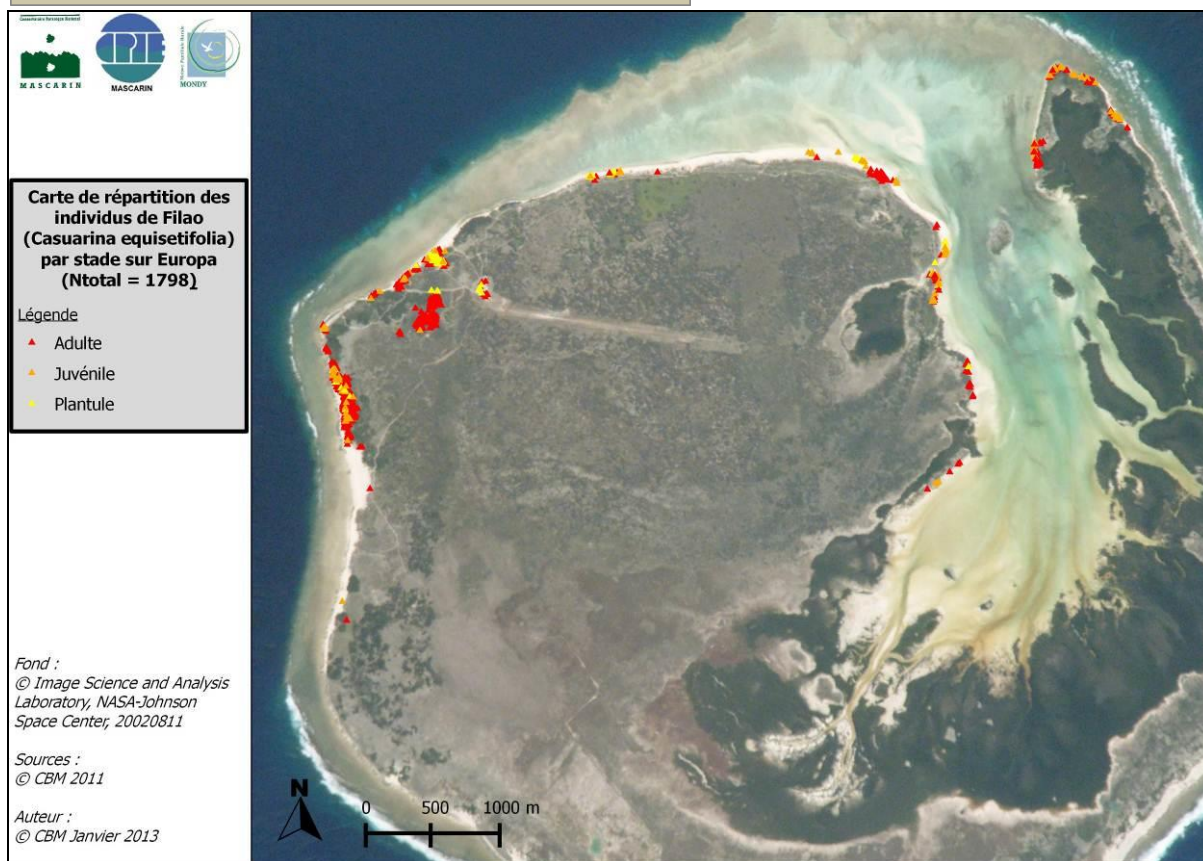 MASCARIN
CPIE
MASCARIN
MONDY
Carte de répartition des
individus de Filao
(Casuarina equisetifolia)
par stade sur Europa
(Ntotal = 1798)
Légende
Adulte
Juvénile
Plantule
Fond :
© Image Science and Analysis
Laboratory, NASA-Johnson
Space Center, 20020811
Sources :
© CBM 2011
Auteur :
© CBM Janvier 2013
N
0 500 1000 m